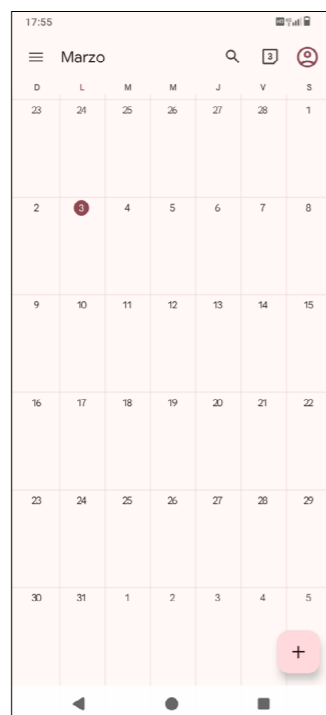 17:55
Marzo
3
D L M M J V S
23 24 25 26 27 28 1
2 3 4 5 6 7 8
9 10 11 12 13 14 15
16 17 18 19 20 21 22
23 24 25 26 27 28 29
30 31 1 2 3 4 5
+